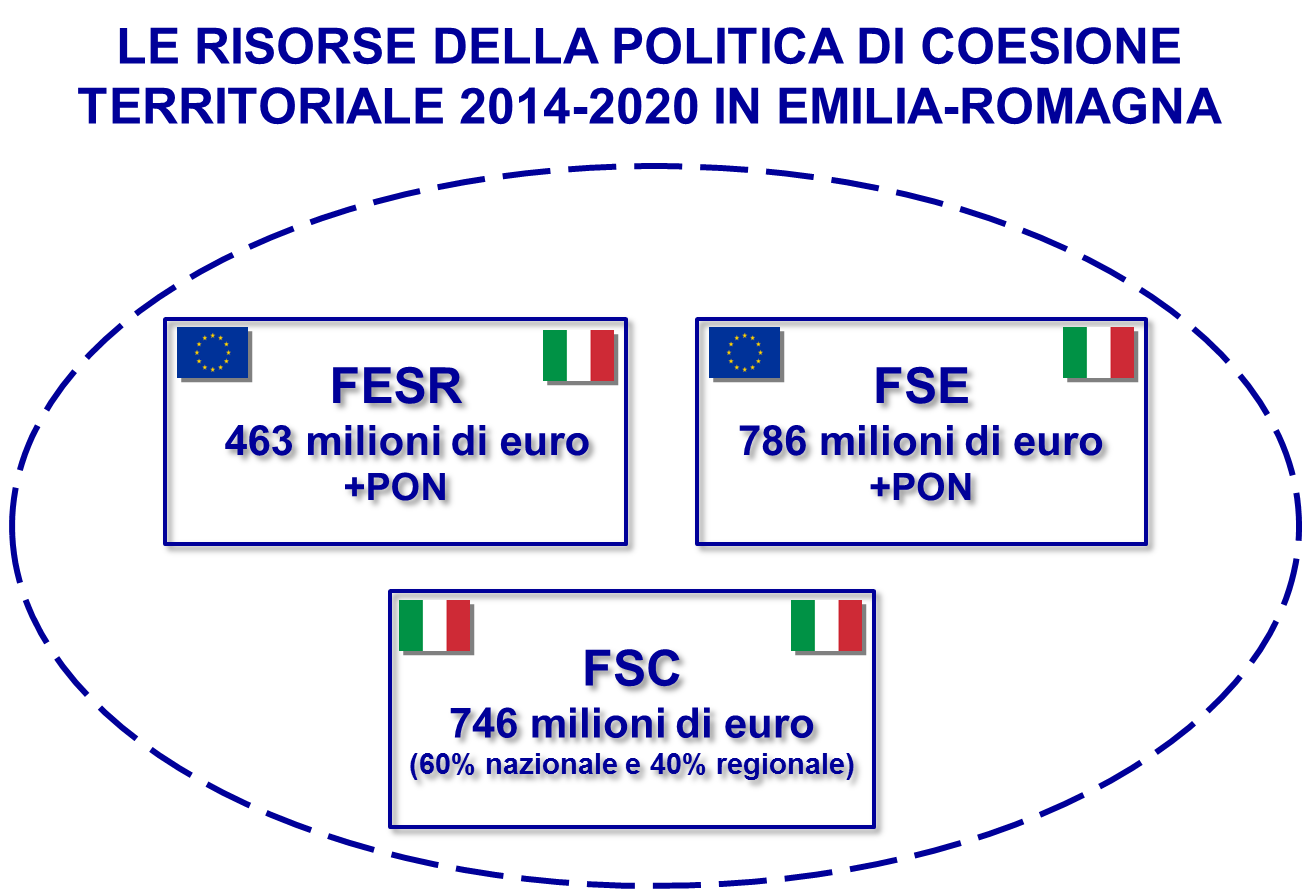 LE RISORSE DELLA POLITICA DI COESIONE
TERRITORIALE 2014-2020 IN EMILIA-ROMAGNA
FESR
463 milioni di euro
+PON
FSE
786 milioni di euro
+PON
FSC
746 milioni di euro
(60% nazionale e 40% regionale)